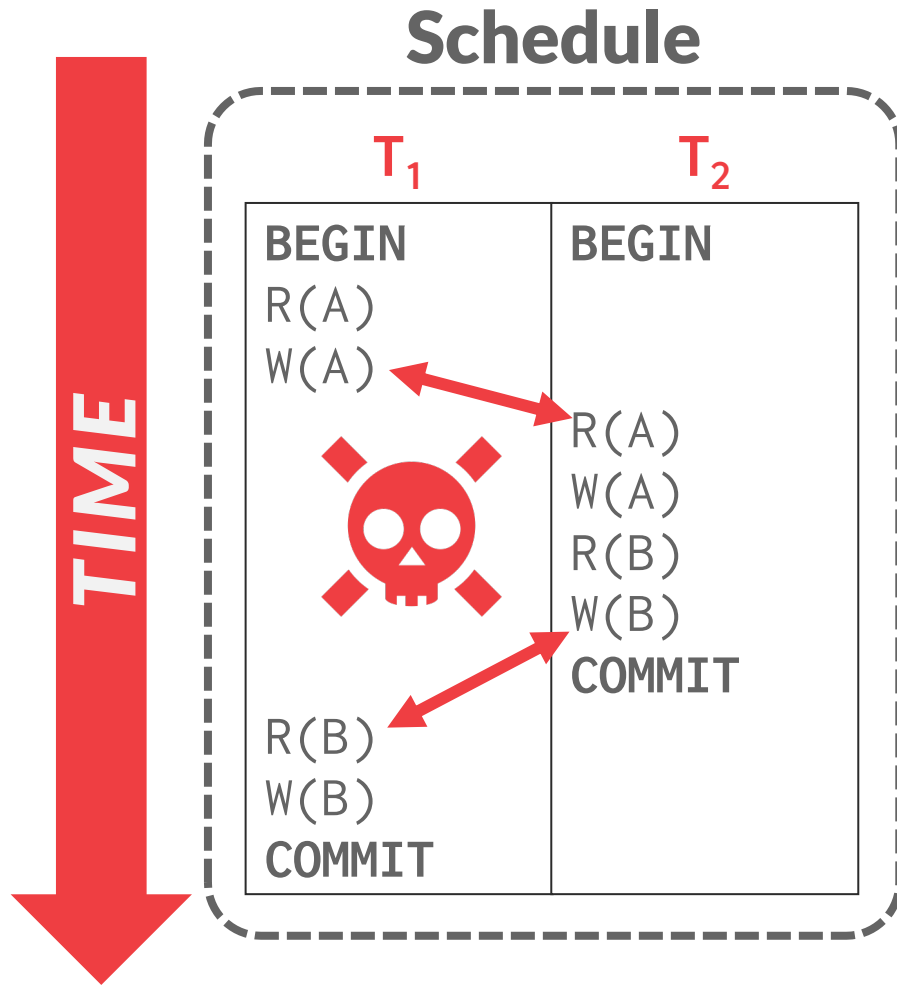 Schedule
T1 T2
BEGIN BEGIN
R(A)
W(A)
R(A)
W(A)
R(B)
W(B)
COMMIT
R(B)
W(B)
COMMIT
TIME